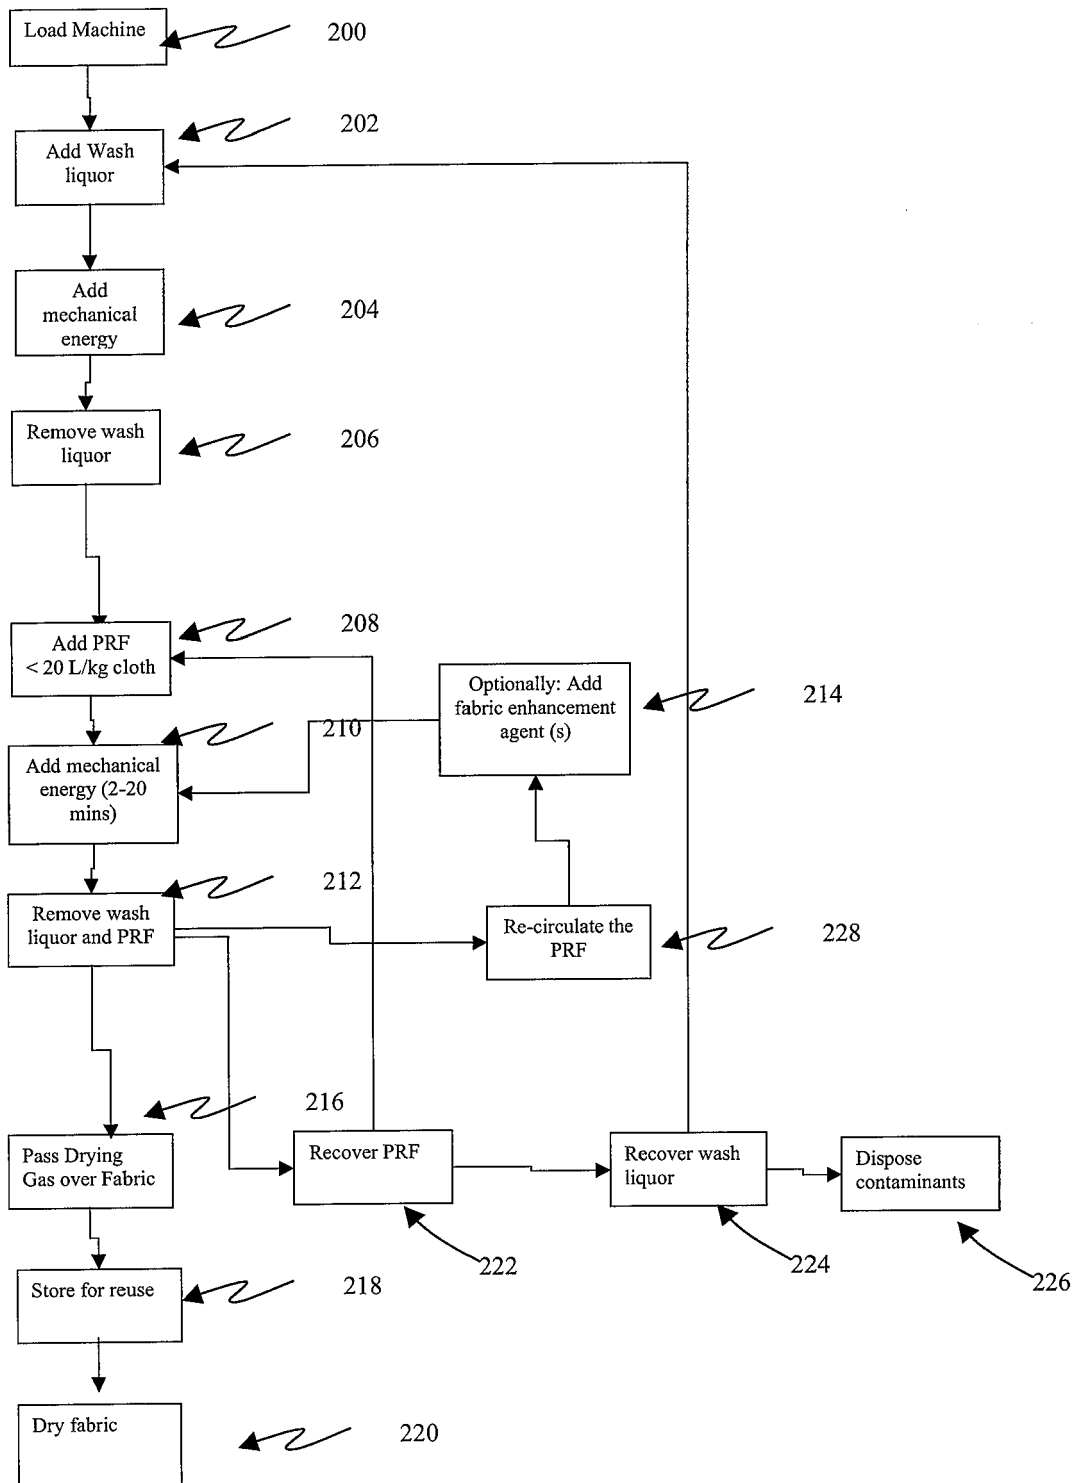 Load Machine
200
202
Add Wash
liquor
Add
mechanical
energy
204
Remove wash
liquor
206
208
Add PRF
< 20 L/kg cloth
Optionally: Add
fabric enhancement
agent (s)
214
210
Add mechanical
energy (2-20
mins)
212
Remove wash
liquor and PRF
Re-circulate the
PRF
228
216
Pass Drying
Gas over Fabric
Recover PRF
Recover wash
liquor
Dispose
contaminants
222
224
226
Store for reuse
218
Dry fabric
220